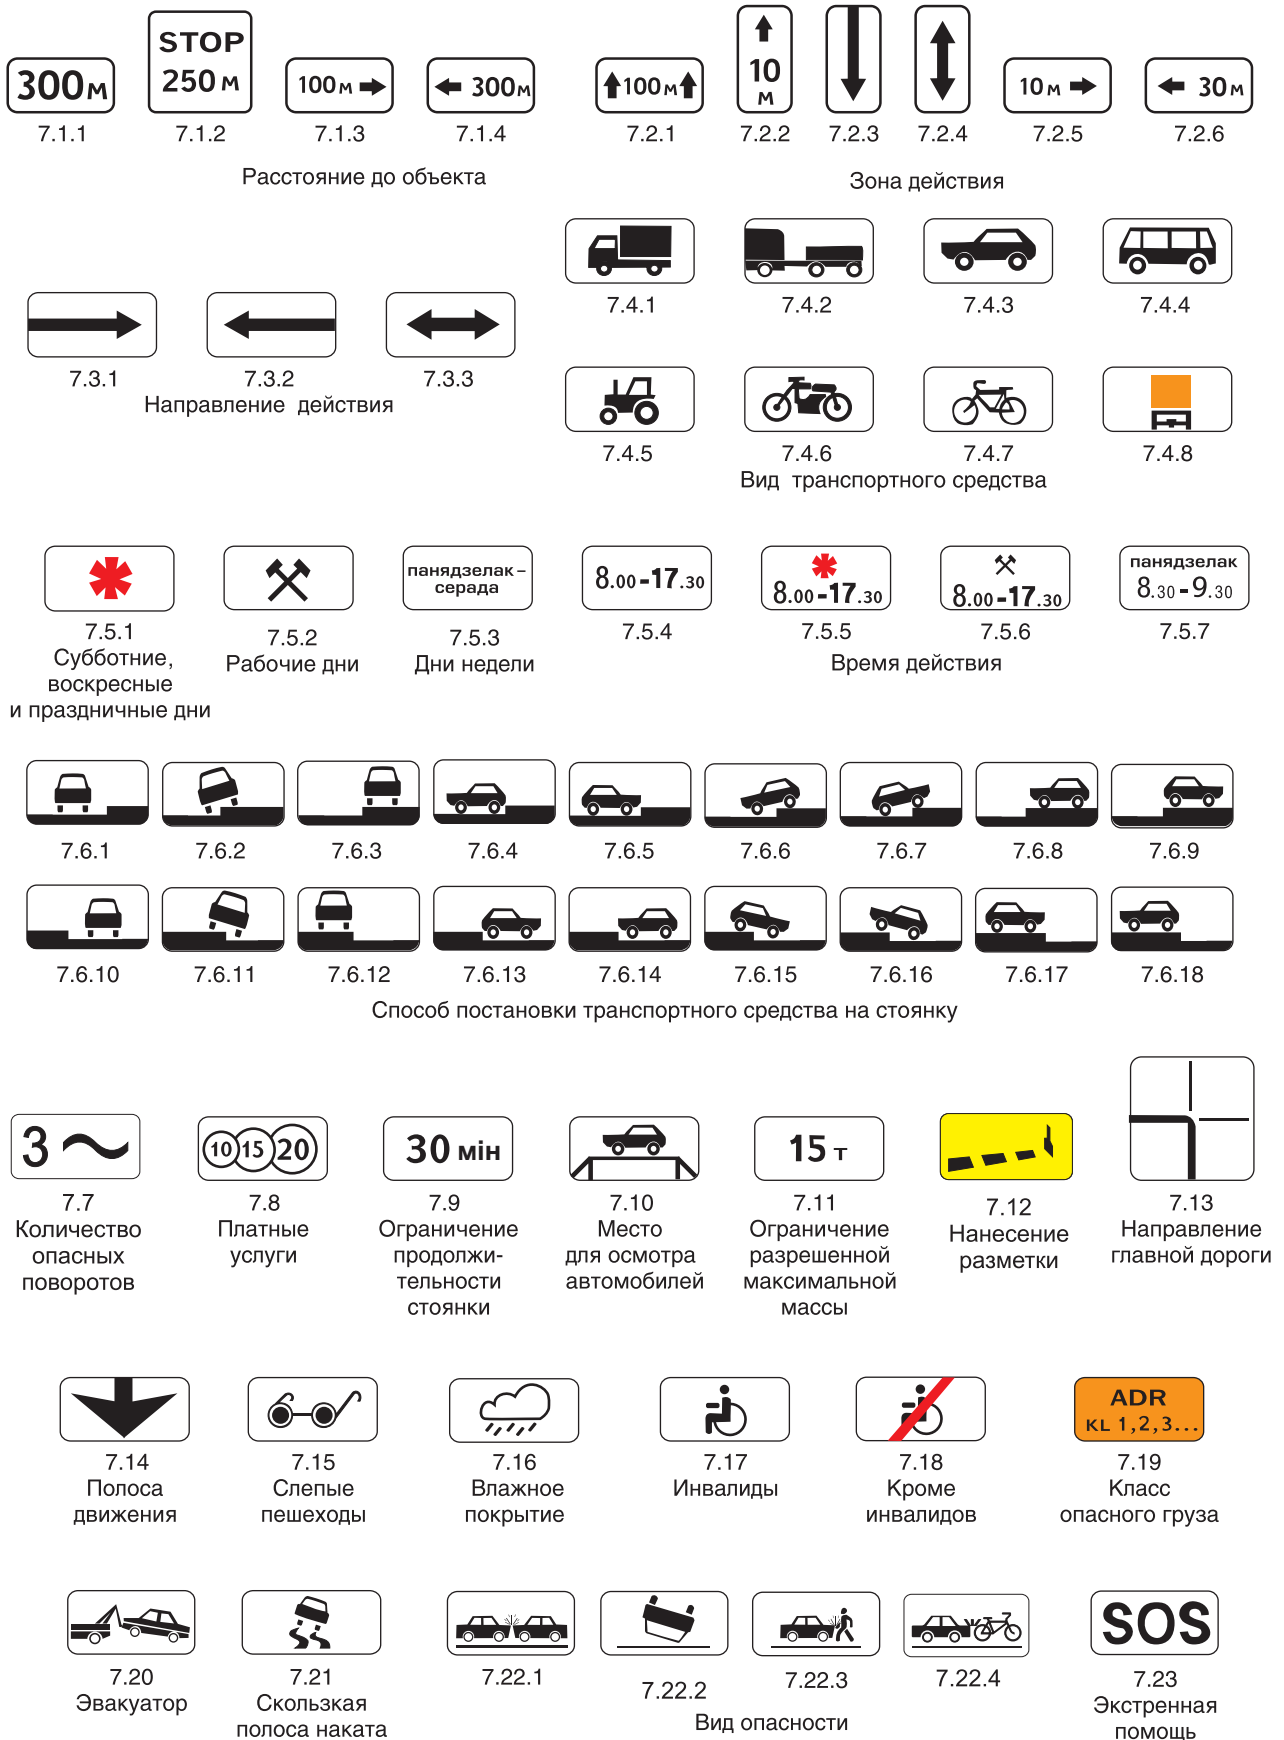 300м
STOP
250 м
100м
300м
100м
10
м
10м
30м
7.1.1 7.1.2 7.1.3 7.1.4 7.2.1 7.2.2 7.2.3 7.2.4 7.2.5 7.2.6
Расстояние до объекта
Зона действия
7.4.1 7.4.2 7.4.3 7.4.4
7.3.1 7.3.2 7.3.3
Направление действия
7.4.5 7.4.6 7.4.7 7.4.8
Вид транспортного средства
панядзелак –
серада
8.00-17.30
8.00-17.30
8.00-17.30
панядзелак
8.30-9.30
7.5.1
Субботние,
воскресные
и праздничные дни
7.5.2
Рабочие дни
7.5.3
Дни недели
7.5.4 7.5.5 7.5.6 7.5.7
Время действия
7.6.1 7.6.2 7.6.3 7.6.4 7.6.5 7.6.6 7.6.7 7.6.8 7.6.9
7.6.10 7.6.11 7.6.12 7.6.13 7.6.14 7.6.15 7.6.16 7.6.17 7.6.18
Способ постановки транспортного средства на стоянку
3
10 15 20
30 мін
15 т
7.7
Количество
опасных
поворотов
7.8
Платные
услуги
7.9
Ограничение
продолжи-
тельности
стоянки
7.10
Место
для осмотра
автомобилей
7.11
Ограничение
разрешенной
максимальной
массы
7.12
Нанесение
разметки
7.13
Направление
главной дороги
ADR
KL 1,2,3...
7.14
Полоса
движения
7.15
Слепые
пешеходы
7.16
Влажное
покрытие
7.17
Инвалиды
7.18
Кроме
инвалидов
7.19
Класс
опасного груза
SOS
7.20
Эвакуатор
7.21
Скользкая
полоса наката
7.22.1 7.22.2 7.22.3 7.22.4
Вид опасности
7.23
Экстренная
помощь